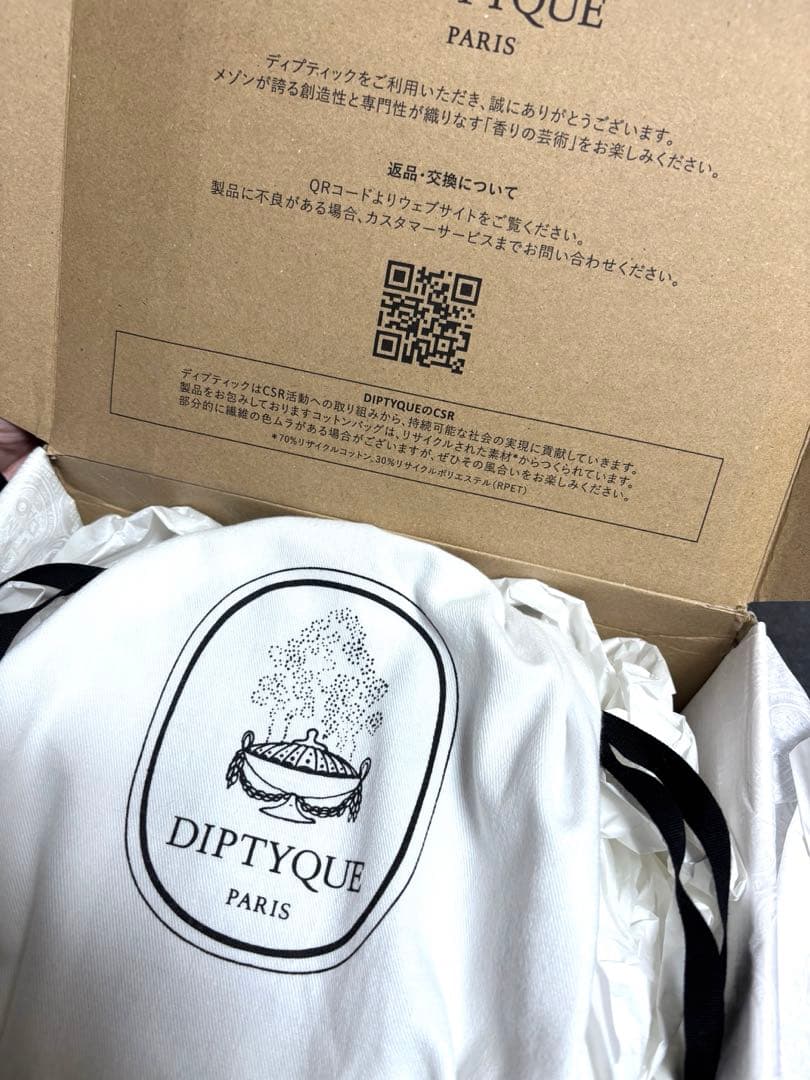 DIPTYQUE
PARIS
ディプティックをご利用いただき、誠にありがとうございます。
メゾンが誇る創造性と専門性が織りなす「香りの芸術」をお楽しみください。
返品・交換について
QRコードよりウェブサイトをご覧ください。
製品に不良がある場合、カスタマーサービスまでお問い合わせください。
DIPTYQUEのCSR
ディプティックはCSR活動への取り組みから、持続可能な社会の実現に貢献していきます。
製品をお包みしておりますコットンバッグは、リサイクルされた素材*からつくられています。
部分的に繊維の色ムラがある場合がございますが、ぜひその風合いをお楽しみください。
*70%リサイクルコットン、30%リサイクルポリエステル（RPET）
DIPTYQUE
PARIS